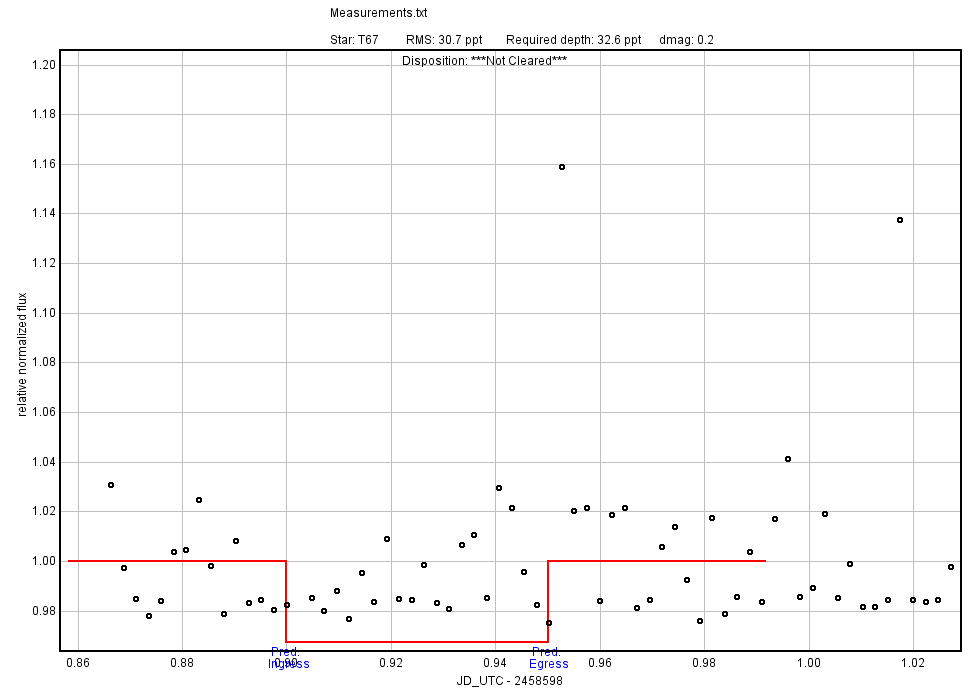 Measurements.txt
Star: T67 RMS: 30.7 ppt Required depth: 32.6 ppt dmag: 0.2
Disposition: ***Not Cleared***
relative normalized flux
1.20
1.18
1.16
1.14
1.12
1.10
1.08
1.06
1.04
1.02
1.00
0.98
Pred. Pred.
Ingress Egress
0.86 0.88 0.90 0.92 0.94 0.96 0.98 1.00 1.02
JD_UTC - 2458598